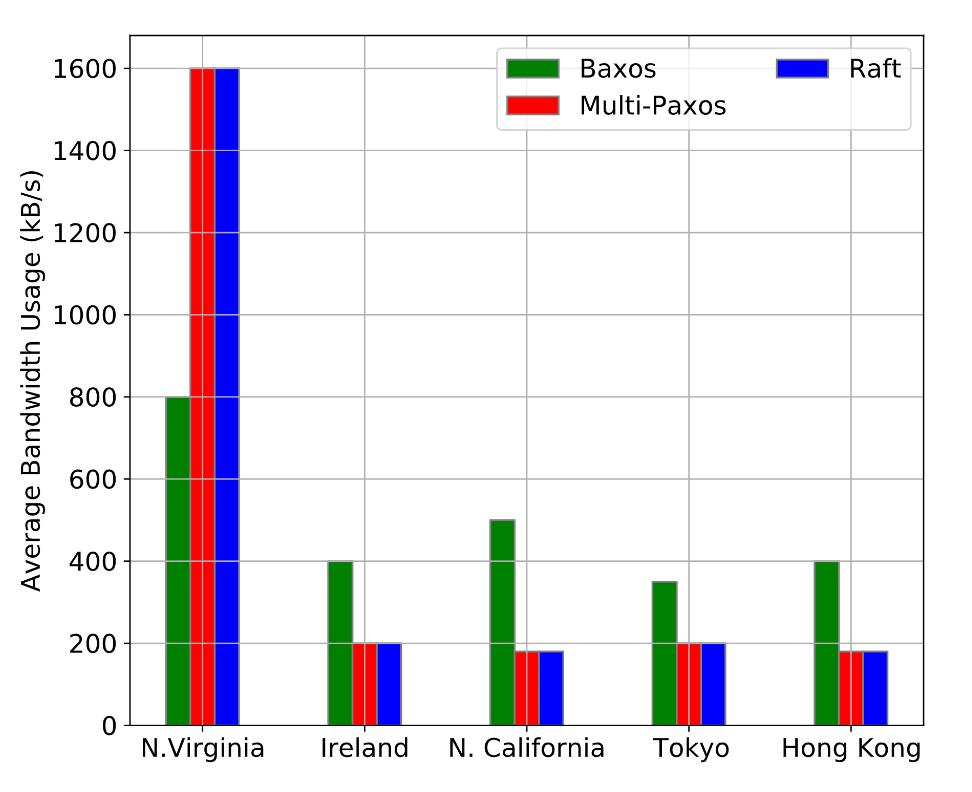 Average Bandwidth Usage (kB/s)
1600
1400
1200
1000
800
600
400
200
0
Baxos
Multi-Paxos
Raft
N.Virginia
Ireland
N. California
Tokyo
Hong Kong